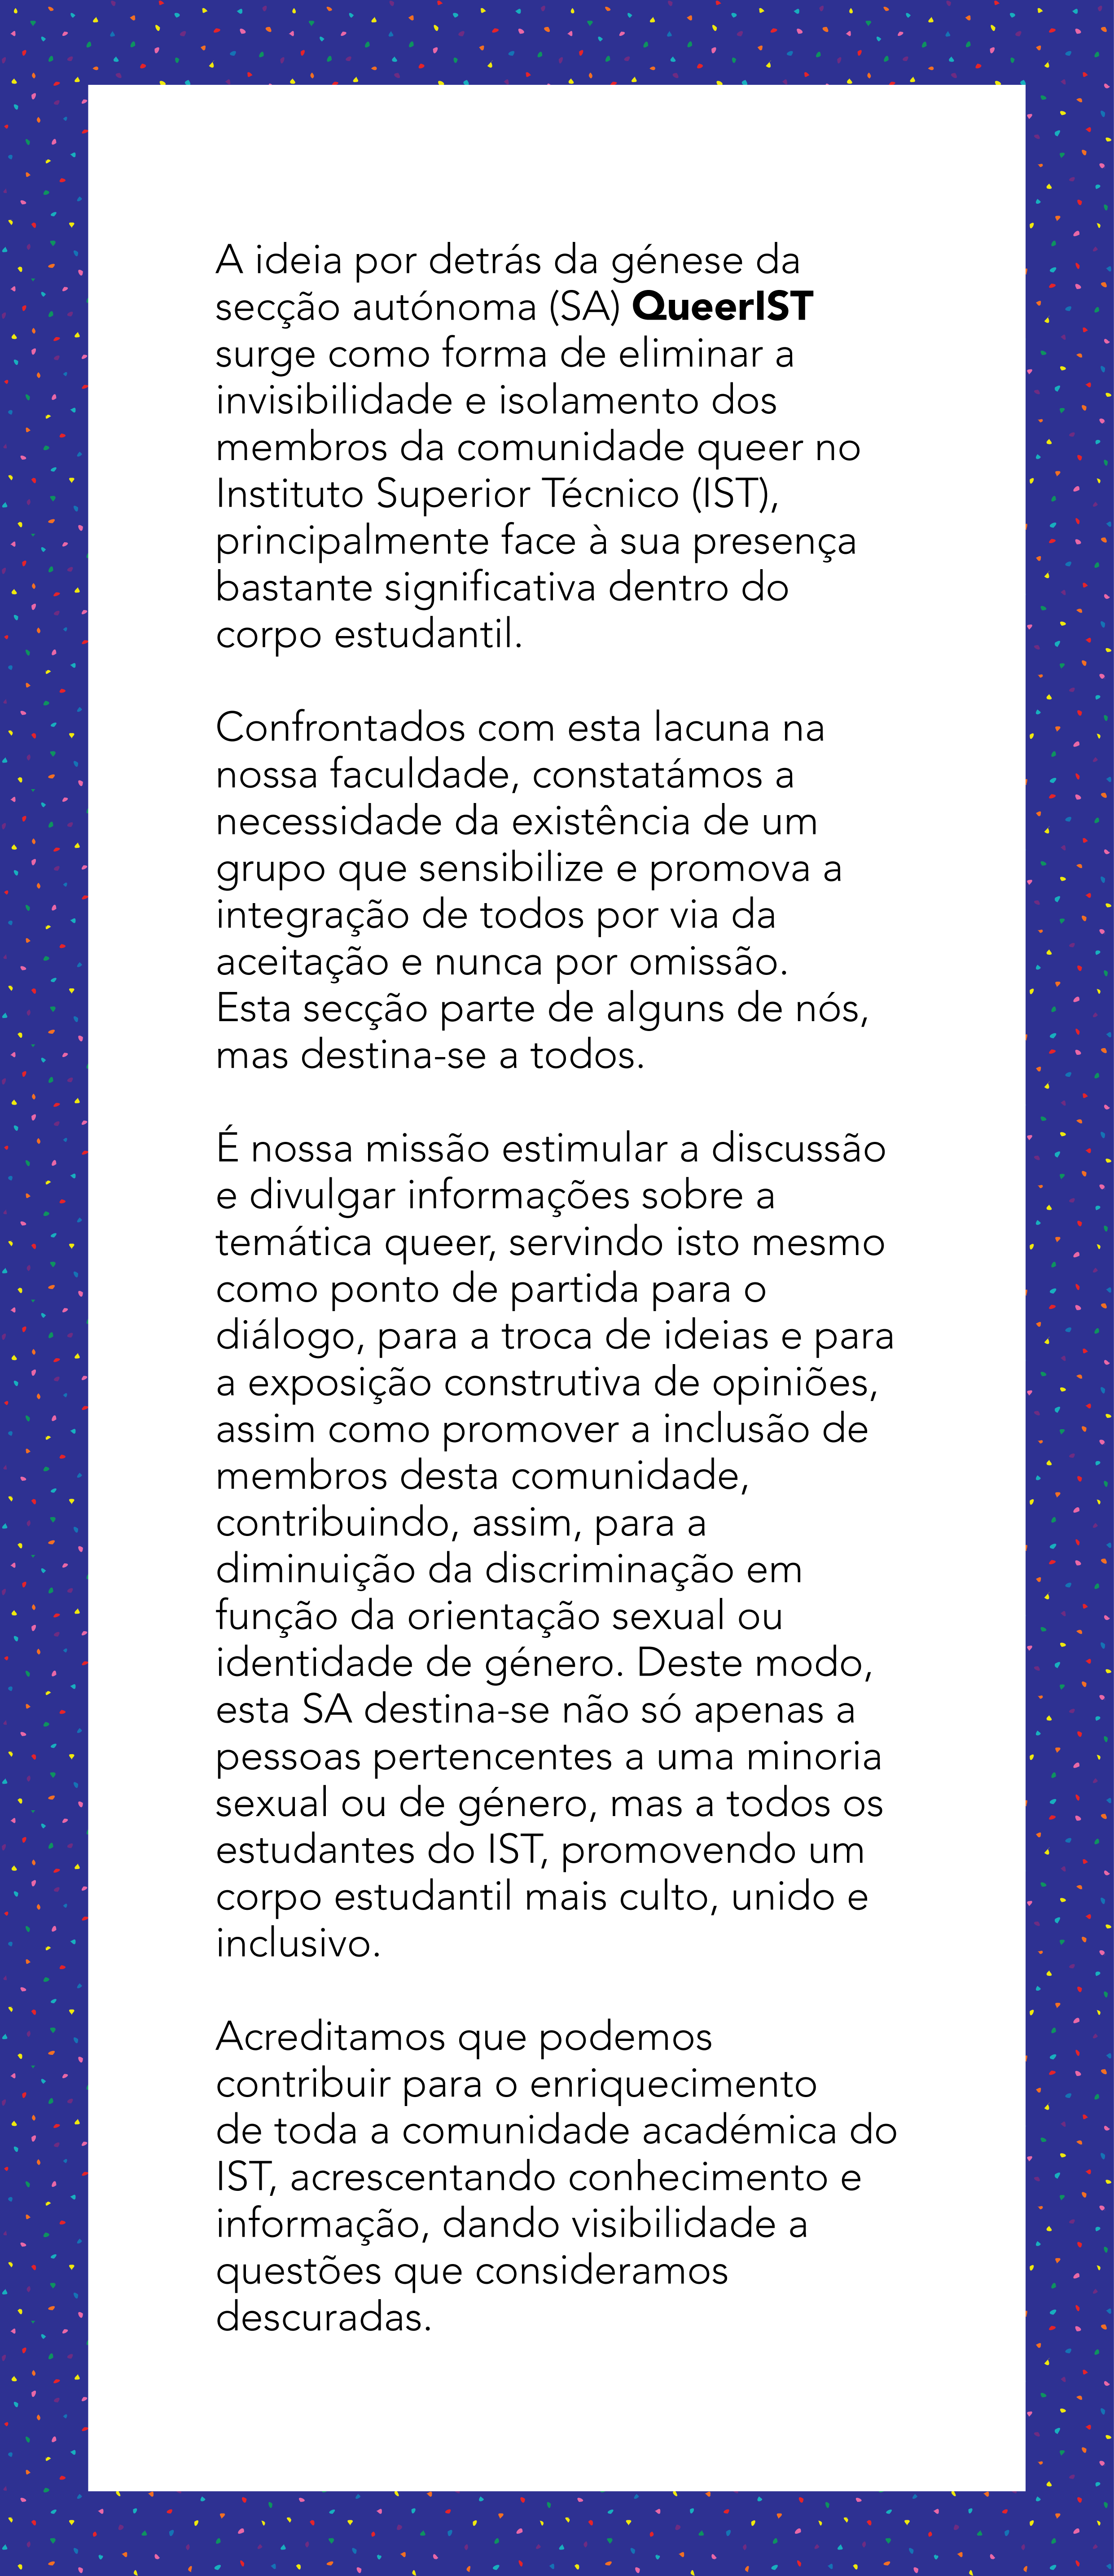 A ideia por detrás da génese da
secção autónoma (SA) QueerIST
surge como forma de eliminar a
invisibilidade e isolamento dos
membros da comunidade queer no
Instituto Superior Técnico (IST),
principalmente face à sua presença
bastante significativa dentro do
corpo estudantil.
Confrontados com esta lacuna na
nossa faculdade, constatámos a
necessidade da existência de um
grupo que sensibilize e promova a
integração de todos por via da
aceitação e nunca por omissão.
Esta secção parte de alguns de nós,
mas destina-se a todos.
É nossa missão estimular a discussão
e divulgar informações sobre a
temática queer, servindo isto mesmo
como ponto de partida para o
diálogo, para a troca de ideias e para
a exposição construtiva de opiniões,
assim como promover a inclusão de
membros desta comunidade,
contribuindo, assim, para a
diminuição da discriminação em
função da orientação sexual ou
identidade de género. Deste modo,
esta SA destina-se não só apenas a
pessoas pertencentes a uma minoria
sexual ou de género, mas a todos os
estudantes do IST, promovendo um
corpo estudantil mais culto, unido e
inclusivo.
Acreditamos que podemos
contribuir para o enriquecimento
de toda a comunidade académica do
IST, acrescentando conhecimento e
informação, dando visibilidade a
questões que consideramos
descuradas.